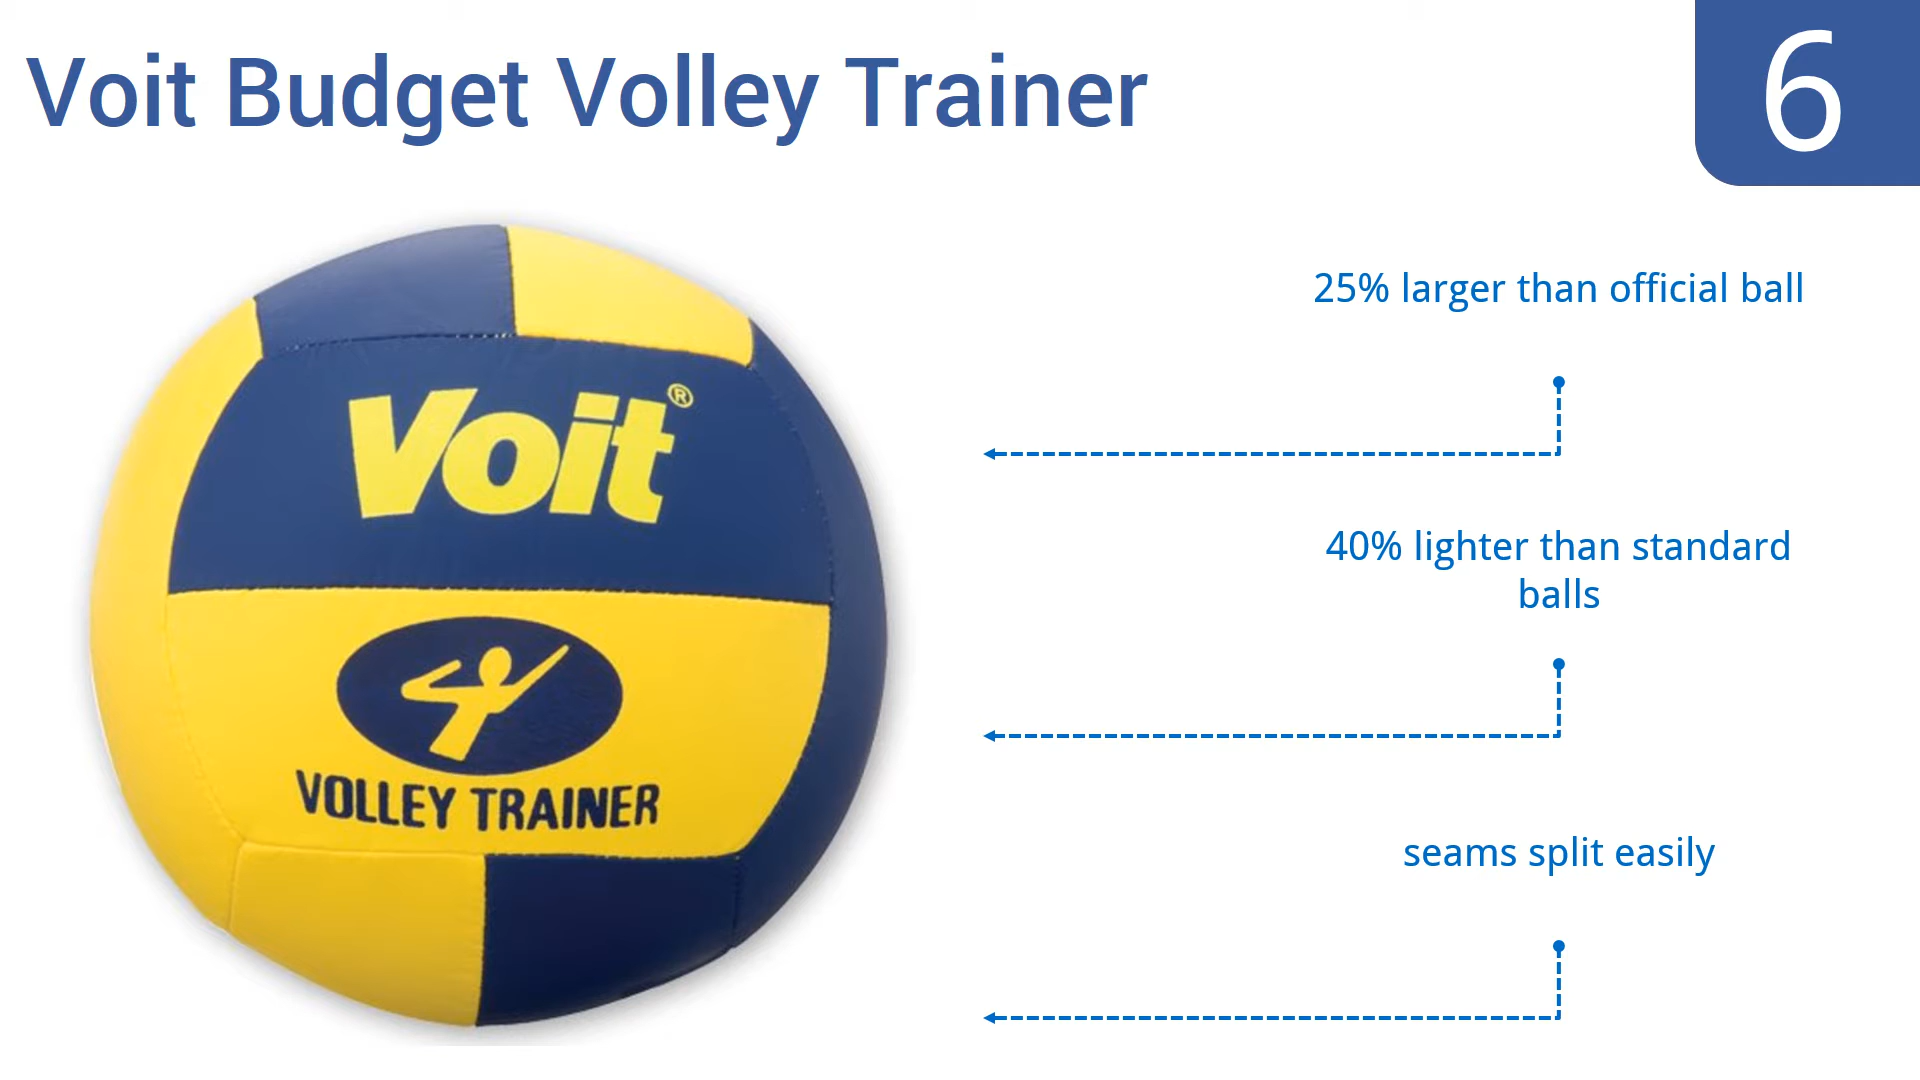 Voit Budget Volley Trainer
6
25% larger than official ball
Voit®
40% lighter than standard
balls
VOLLEY TRAINER
seams split easily